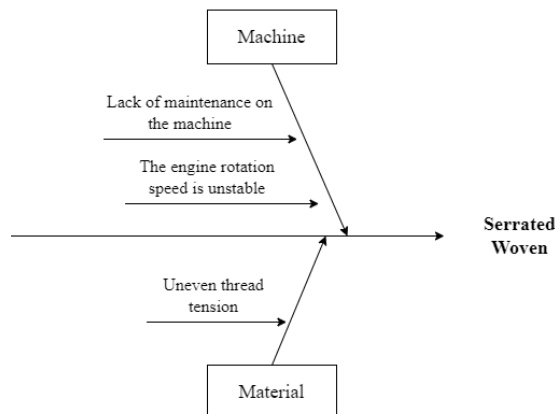 Machine
Lack of maintenance on
the machine
The engine rotation
speed is unstable
Serrated
Woven
Uneven thread
tension
Material